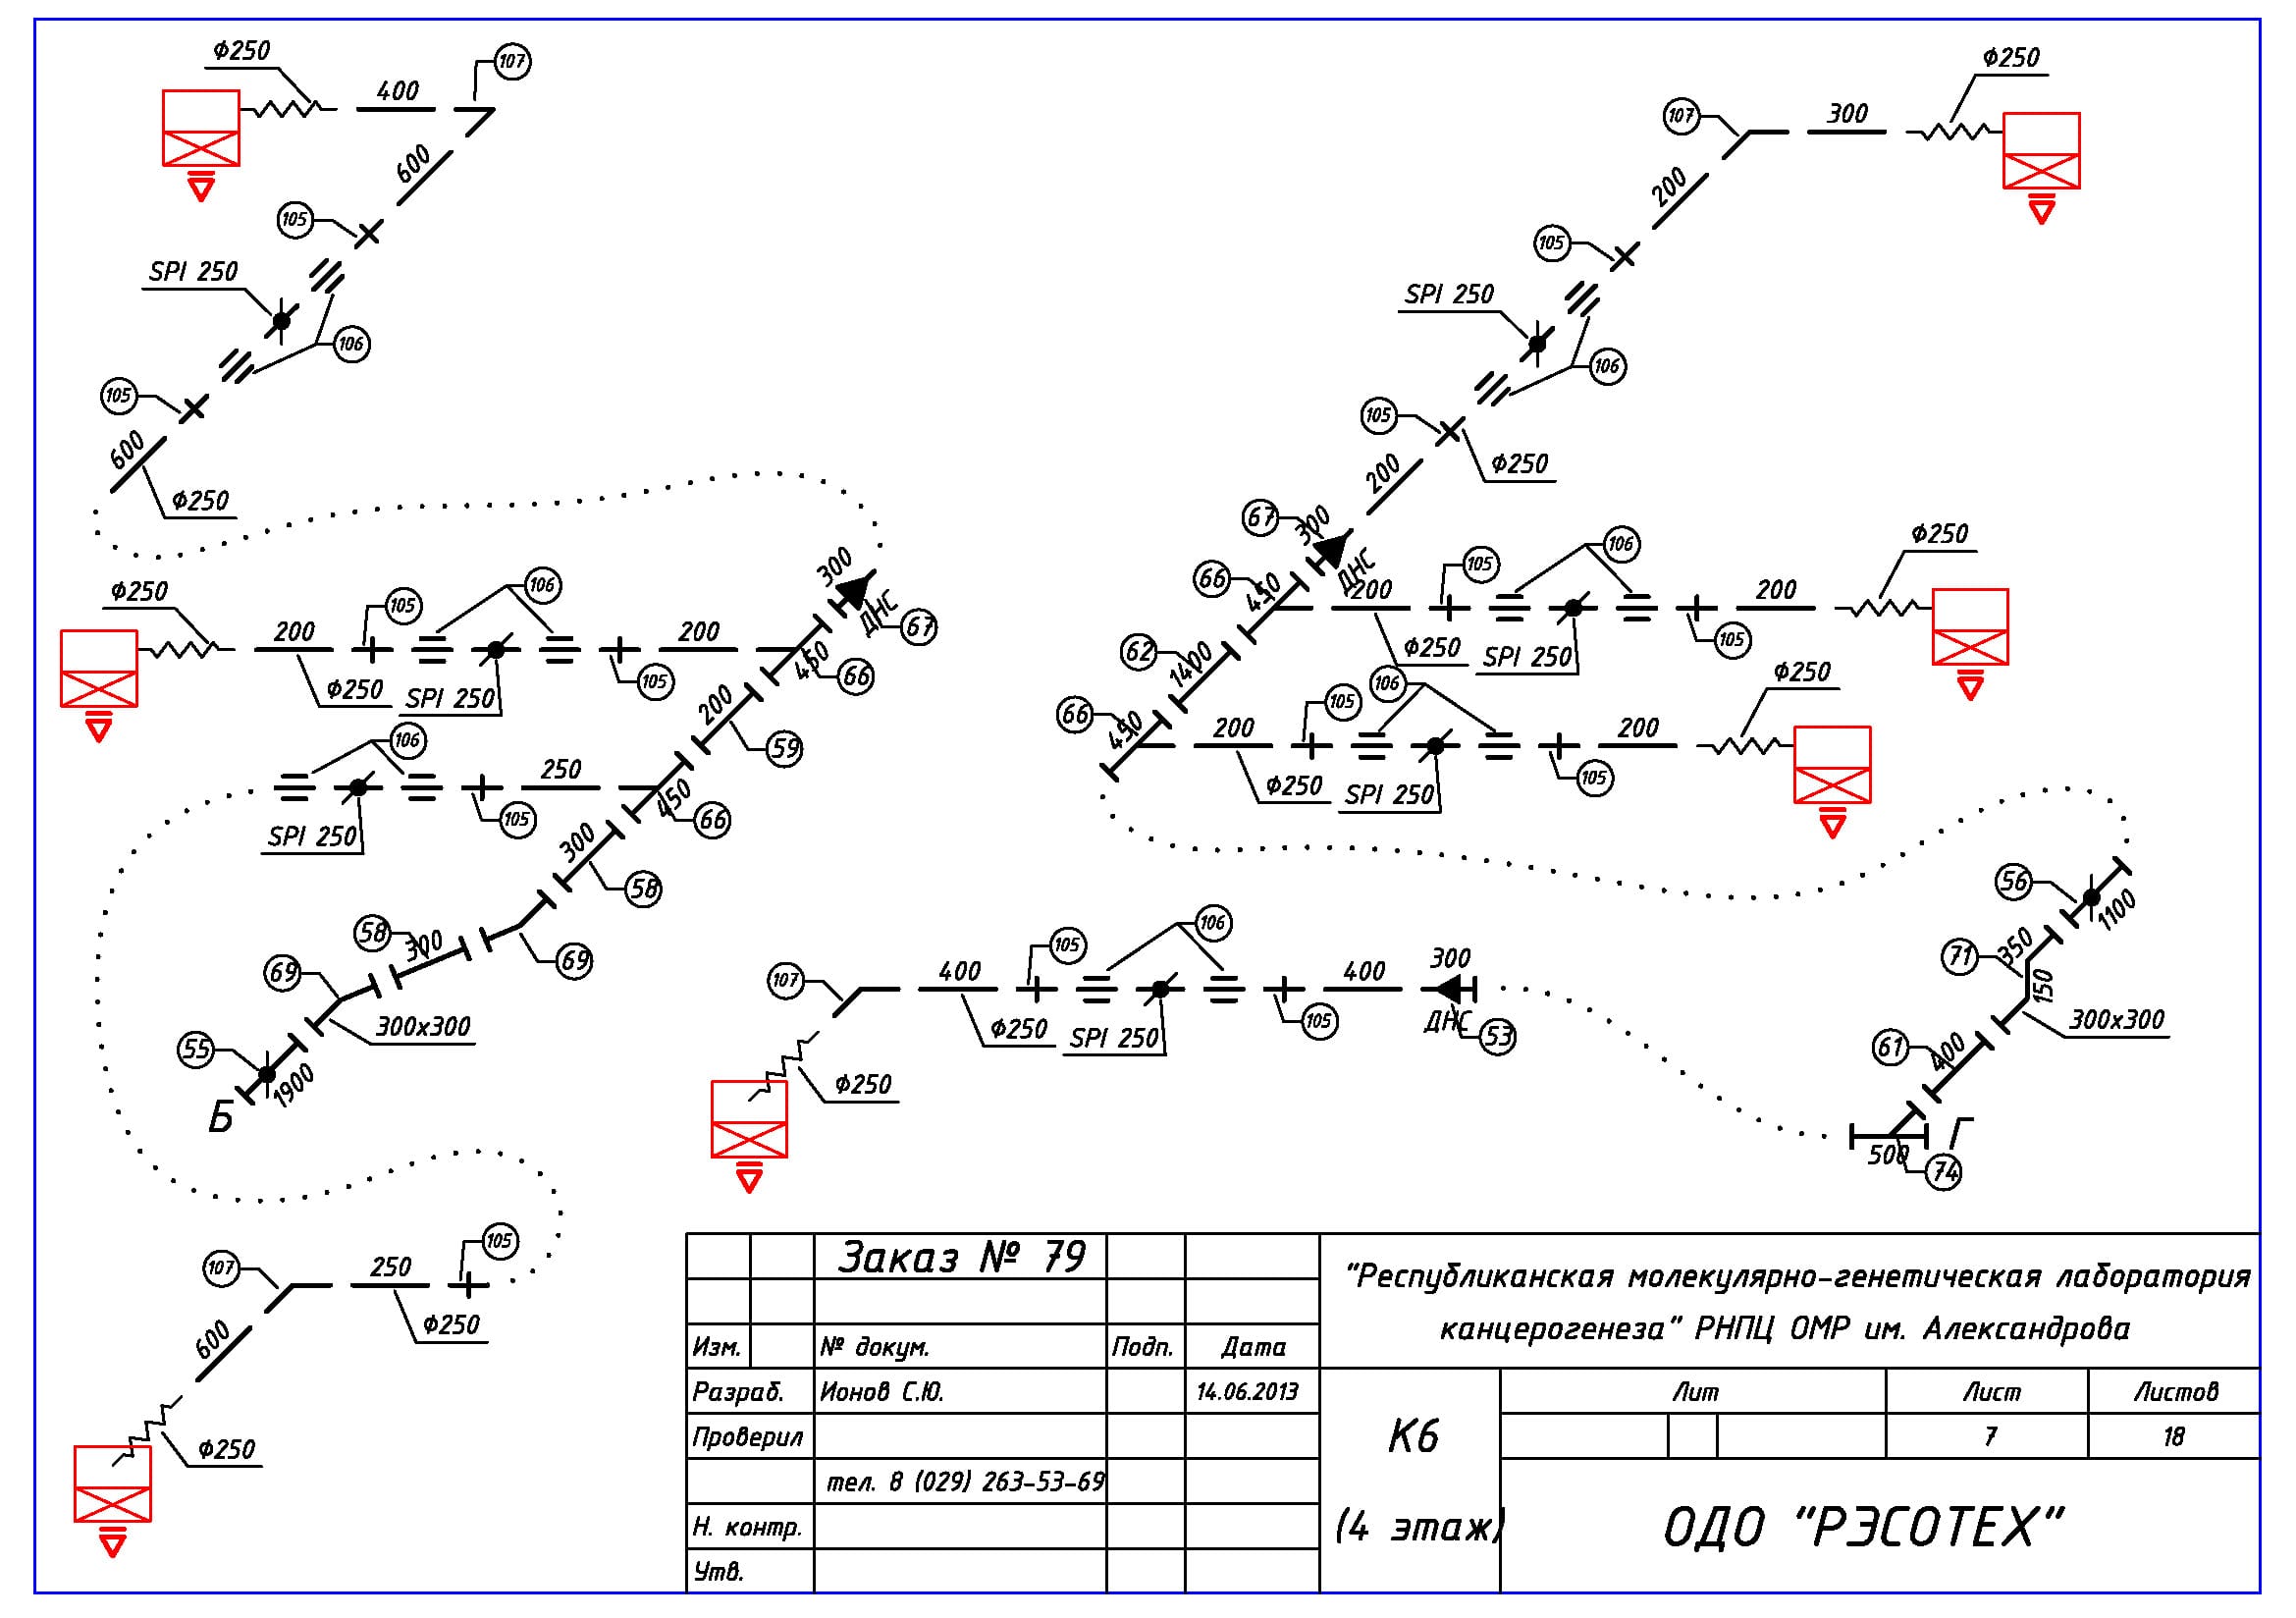 Ф250
400
107
600
105
SPI 250
106
105
600
Ф250
Ф250
300
107
200
105
SPI 250
106
105
Ф250
200
67
300
ДНС
66
450
200
105
106
Ф250
200
105
Ф250
SPI 250
62
1400
66
450
200
105
106
Ф250
200
105
Ф250
SPI 250
300
ДНС
67
Ф250
200
105
106
200
105
450
66
Ф250
SPI 250
200
59
106
250
105
450
66
SPI 250
300
58
58
300
69
69
300x300
55
1900
Б
107
400
105
106
400
300
Ф250
SPI 250
105
ДНС
53
Ф250
56
1100
71
350
150
300x300
61
400
500
74
Г
107
250
105
Ф250
600
Ф250
Заказ № 79
"Республиканская молекулярно-генетическая лаборатория
канцерогенеза" РНПЦ ОМР им. Александрова
Изм.
№ докум.
Подп.
Дата
Разраб.
Ионов С.Ю.
14.06.2013
Лит
Лист
Листов
Проверил
К6
7
18
тел. 8 (029) 263-53-69
Н. контр.
(4 этаж)
ОДО "РЭСОТЕХ"
Утв.